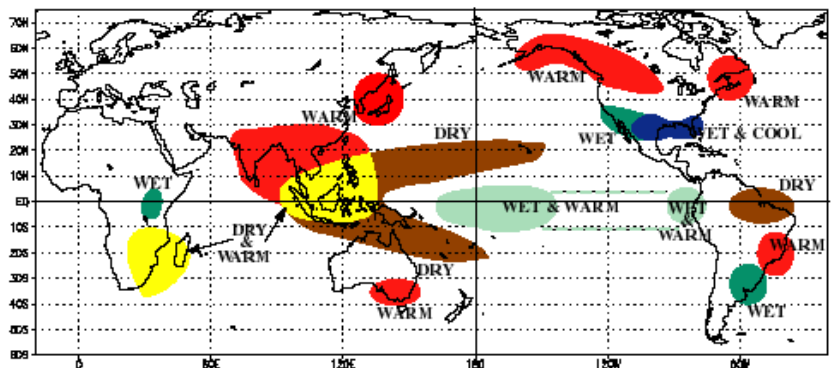 75N
60N
50N
40N
30N
20N
10N
EQ
10S
20S
30S
40S
50S
60S
0
60E
120E
180
120W
60W
WARM
WARM
WARM
DRY
WET
WET & COOL
WET
WET & WARM
WET
&
WARM
DRY
DRY
&
WARM
DRY
WARM
WARM
WET